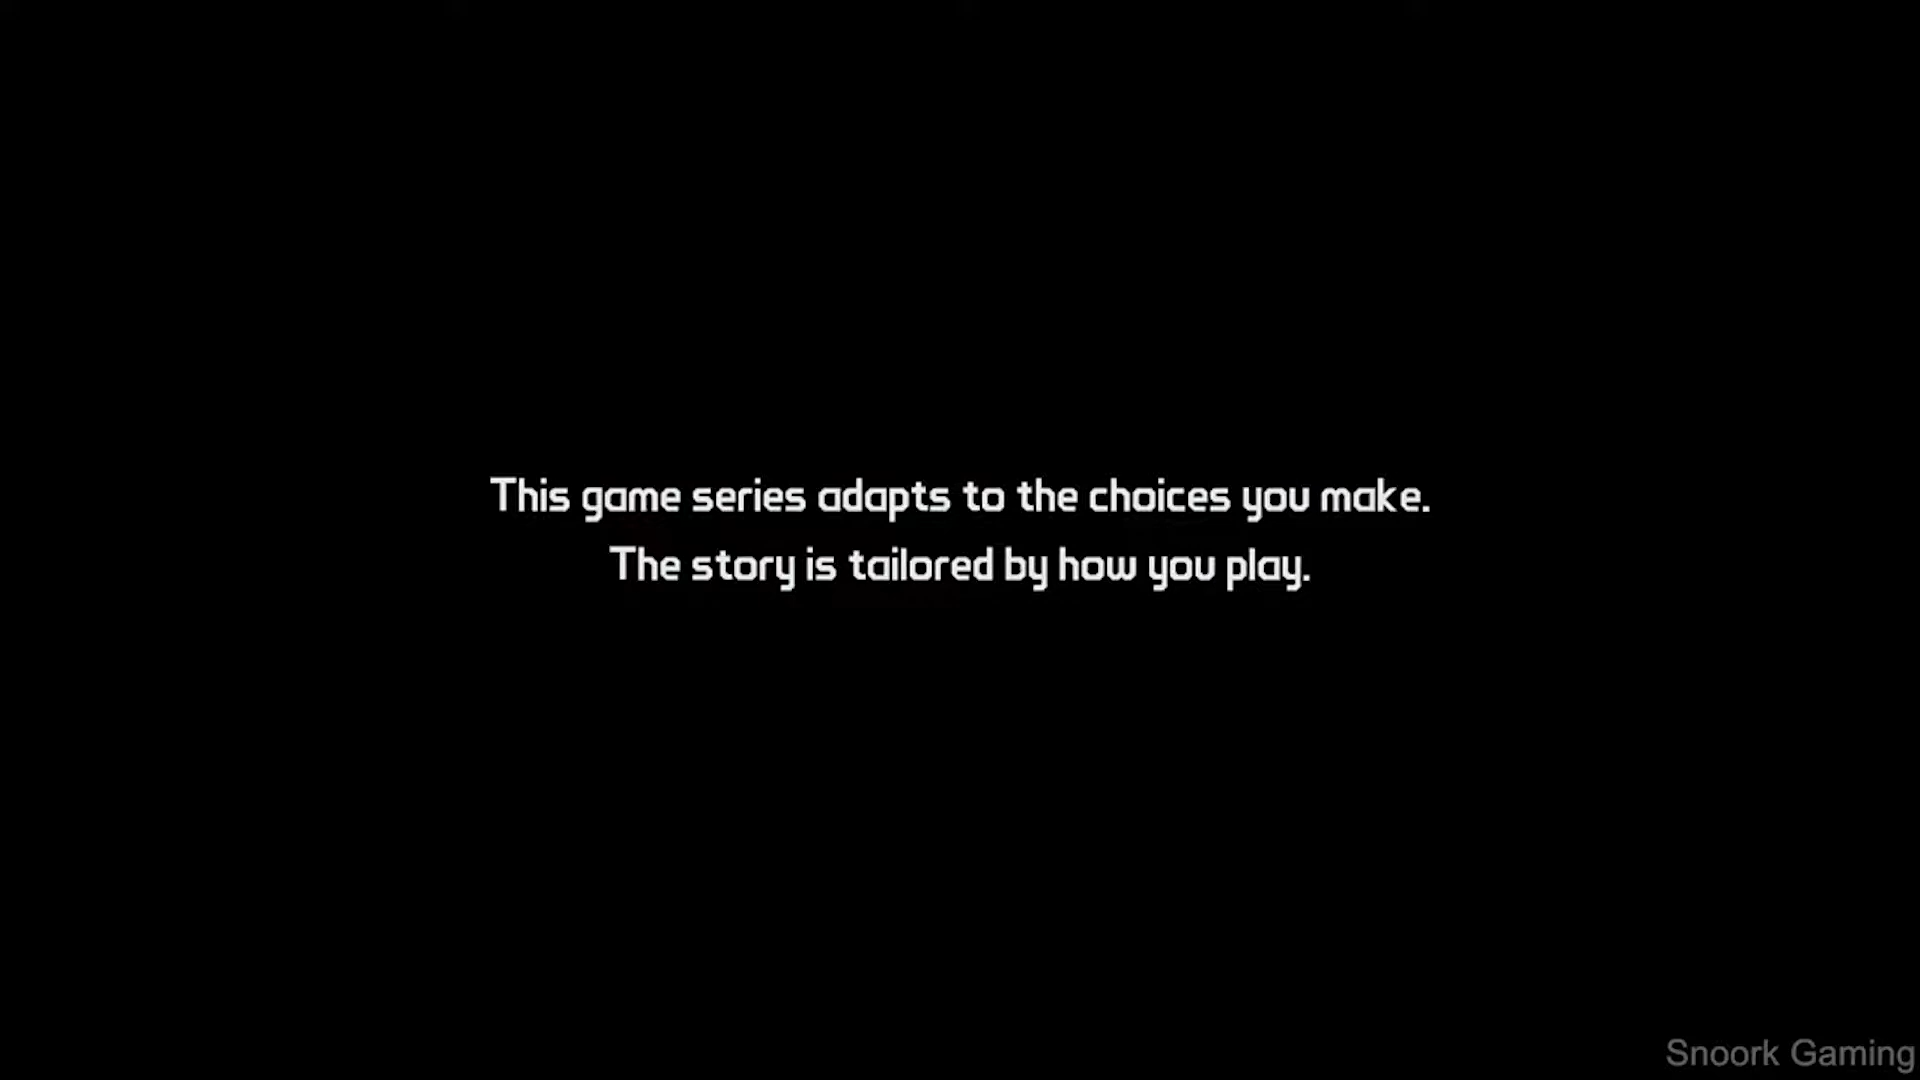 This game series adapts to the choices you make.
The story is tailored by how you play.
Snoork Gaming